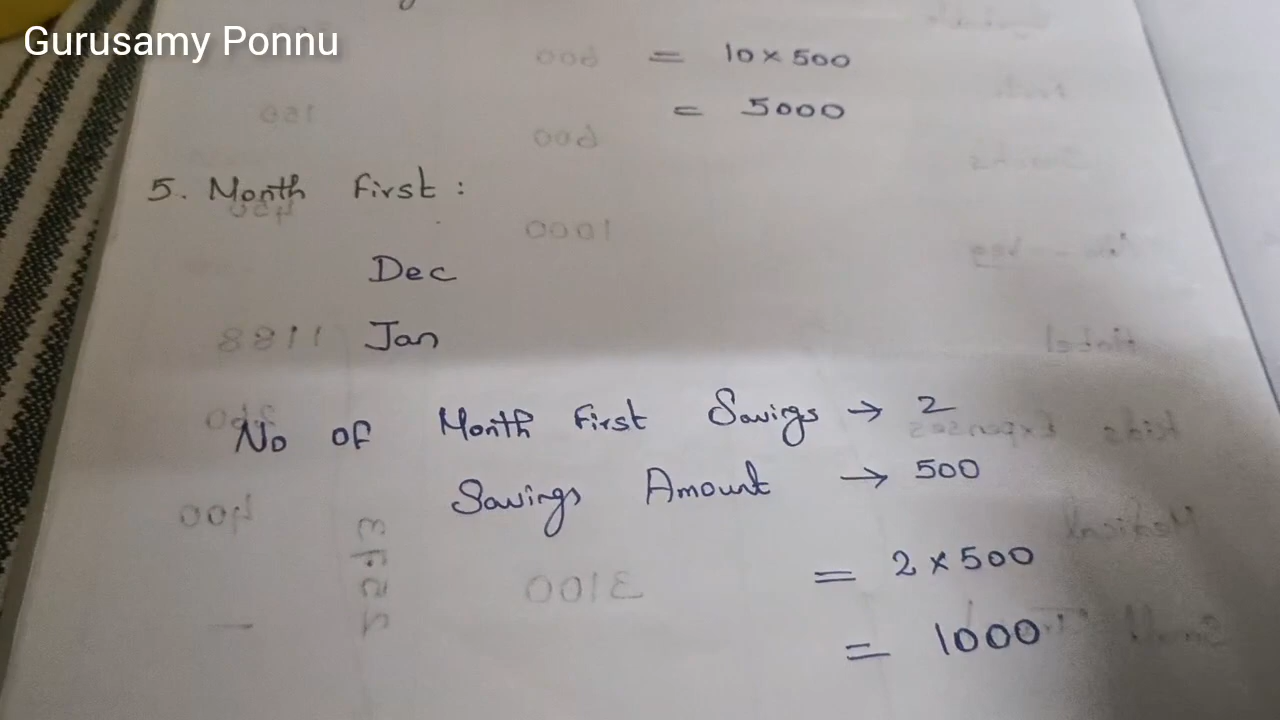 Gurusamy Ponnu
= 10 × 500
= 5000
5. Month First :
Dec
Jan
No of Month First Savings → 2
Savings Amount → 500
= 2 × 500
= 1000